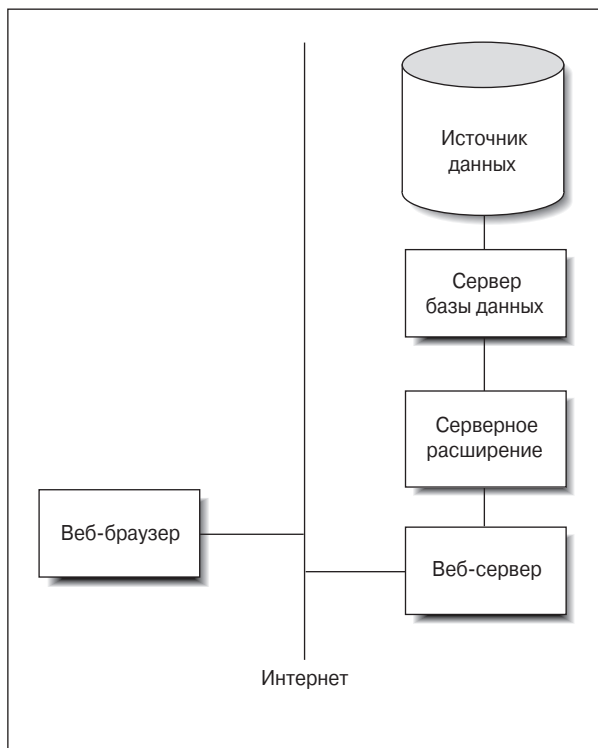 Источник
данных
Сервер
базы данных
Серверное
расширение
Веб-браузер
Веб-сервер
Интернет